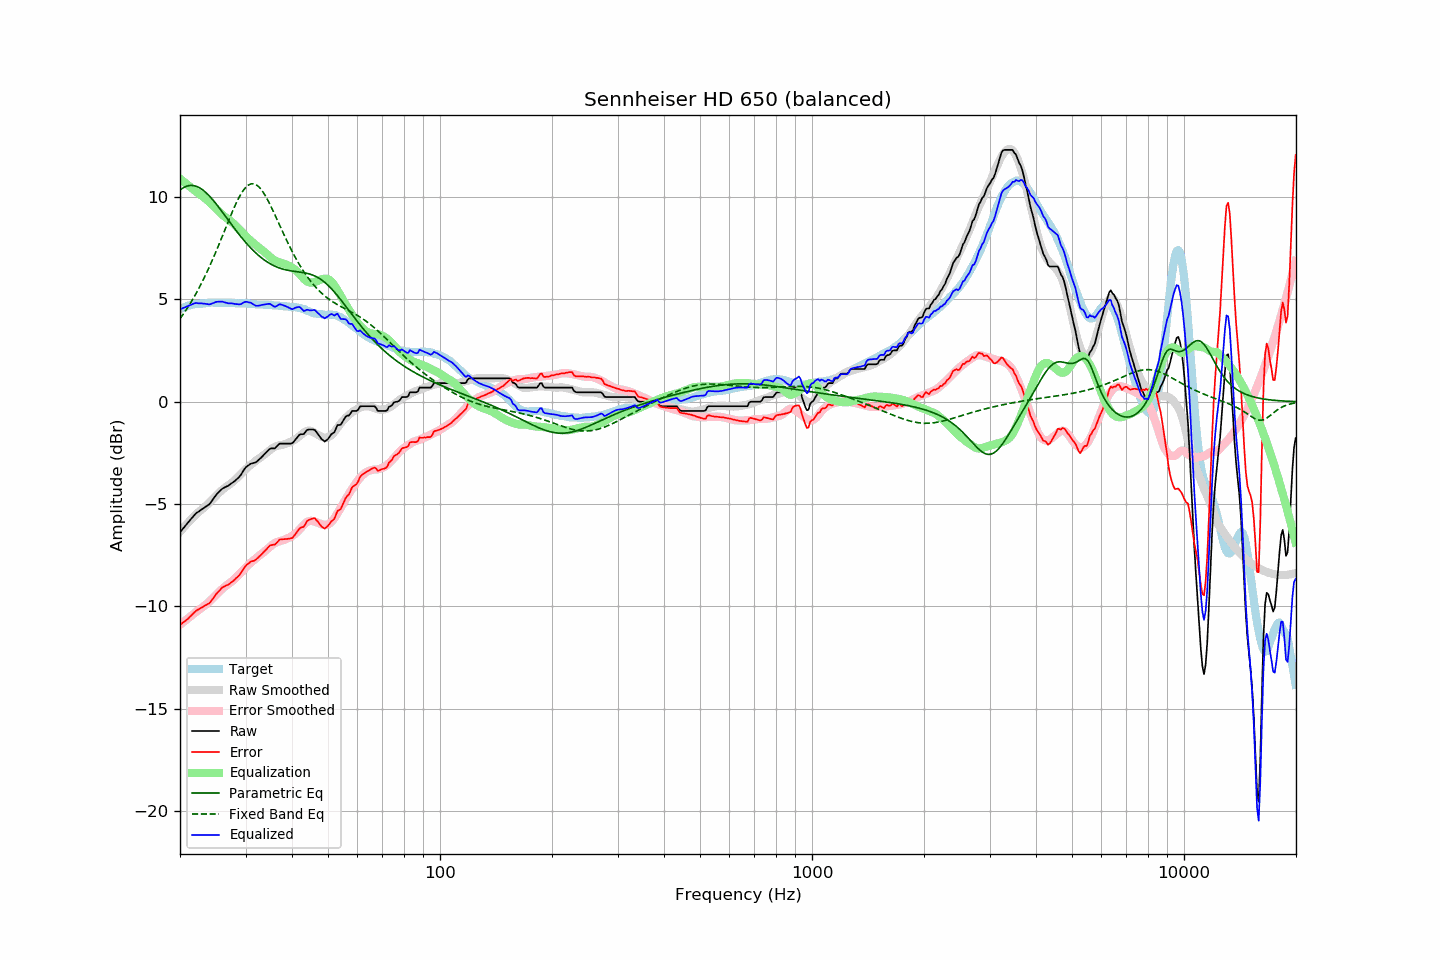 Sennheiser HD 650 (balanced)
10
5
0
−5
−10
−15
−20
Amplitude (dBr)
Target
Raw Smoothed
Error Smoothed
Raw
Error
Equalization
Parametric Eq
Fixed Band Eq
Equalized
100
1000
10000
Frequency (Hz)